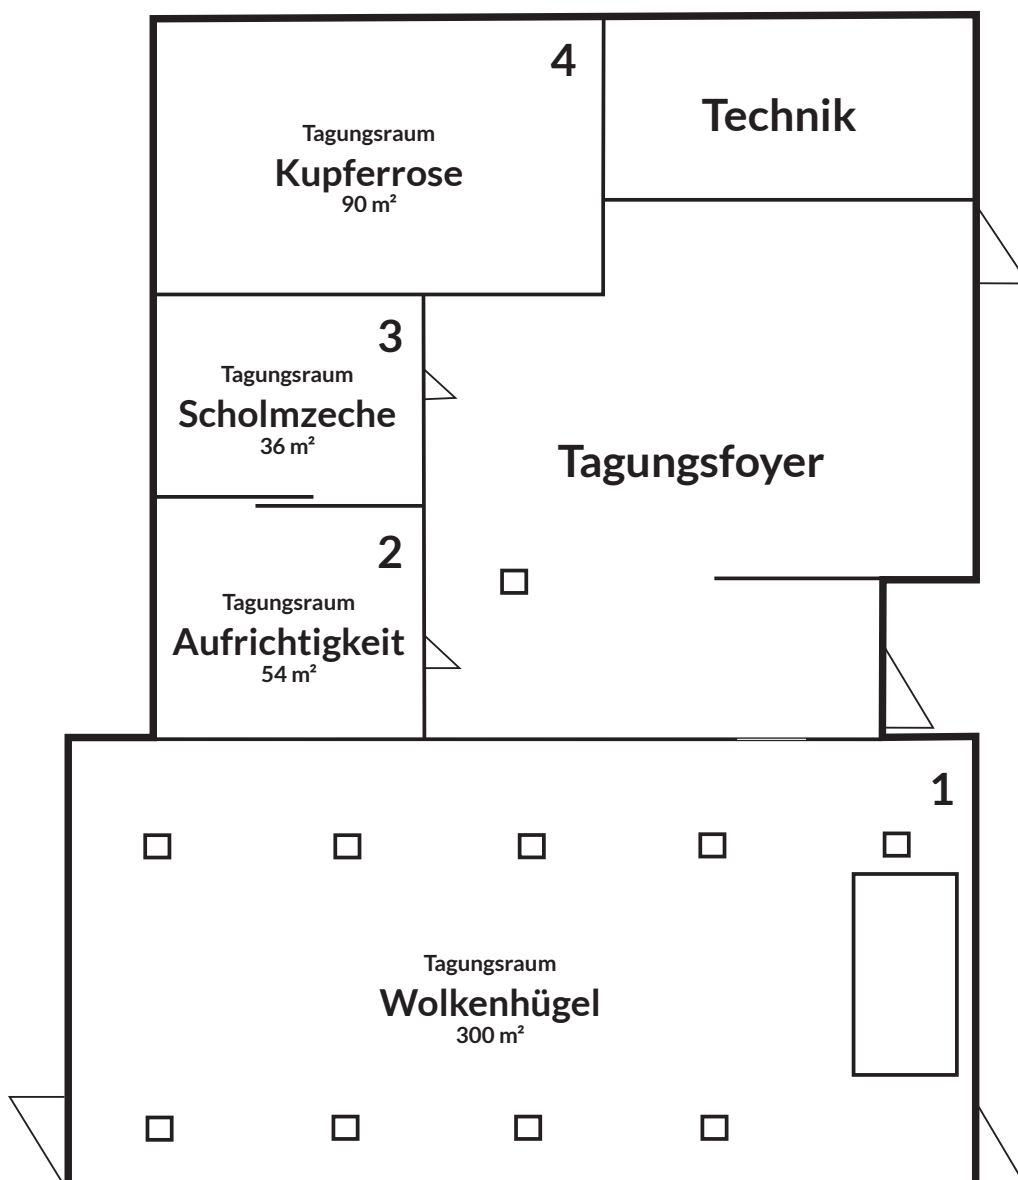 4
Technik
Tagungsraum
Kupferrose
90 m²
3
Tagungsraum
Scholmzeche
36 m²
Tagungsfoyer
2
Tagungsraum
Aufrichtigkeit
54 m²
1
Tagungsraum
Wolkenhügel
300 m²